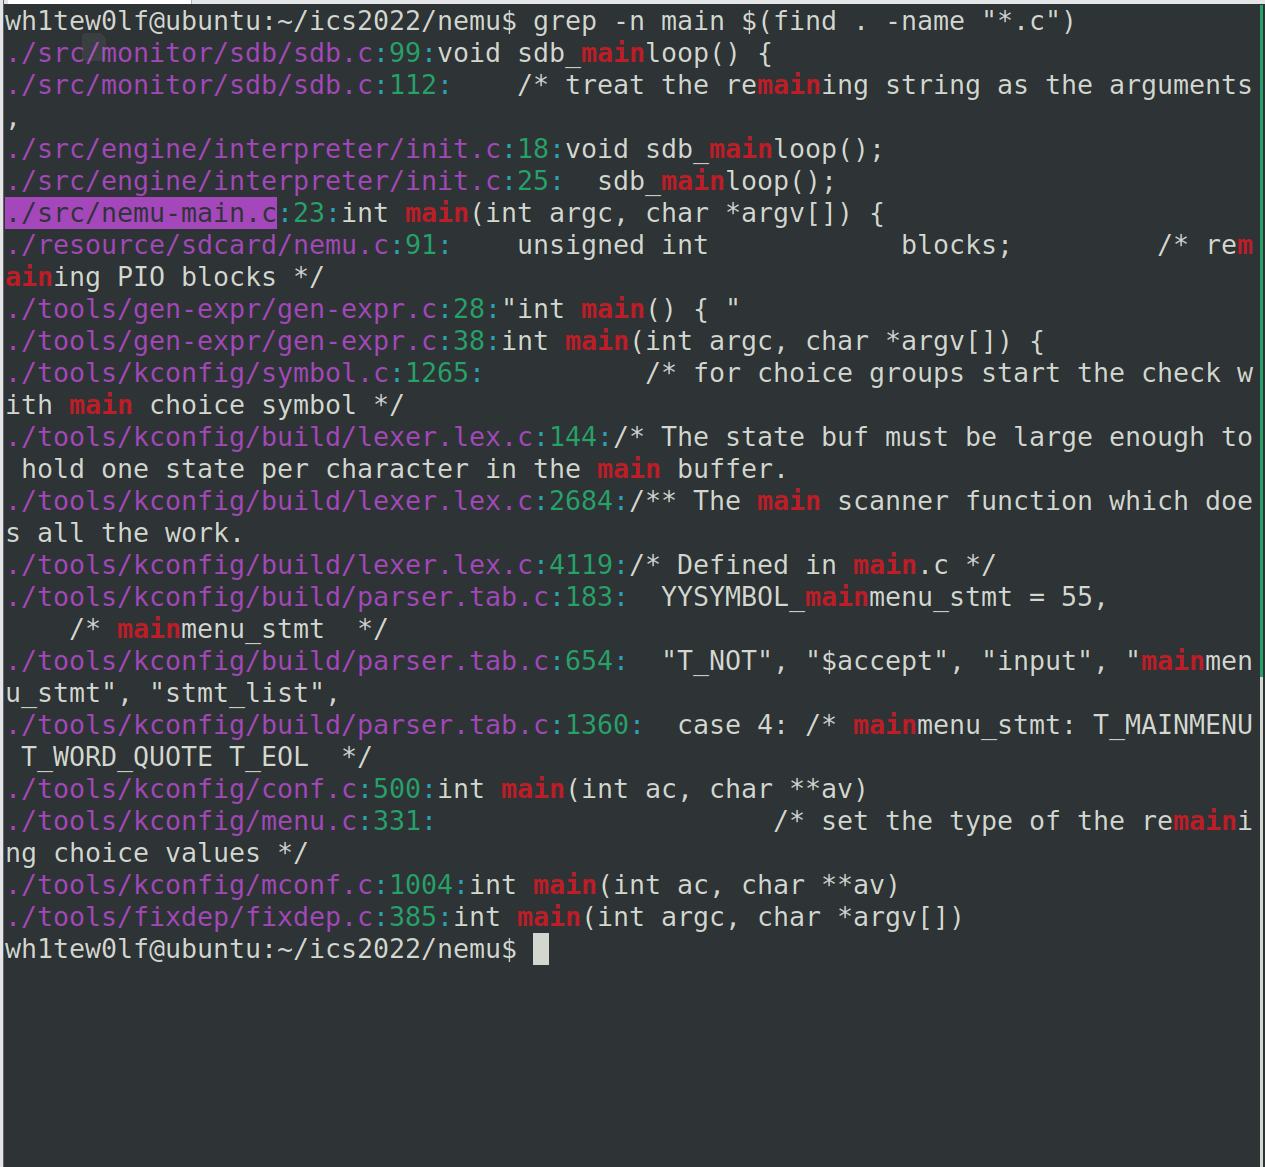 wh1tew0lf@ubuntu:~/ics2022/nemu$ grep -n main $(find . -name "*.c")
./src/monitor/sdb/sdb.c:99:void sdb_mainloop() {
./src/monitor/sdb/sdb.c:112:    /* treat the remaining string as the arguments
,
./src/engine/interpreter/init.c:18:void sdb_mainloop();
./src/engine/interpreter/init.c:25:  sdb_mainloop();
./src/nemu-main.c:23:int main(int argc, char *argv[]) {
./resource/sdcard/nemu.c:91:    unsigned int            blocks;         /* rem
aining PIO blocks */
./tools/gen-expr/gen-expr.c:28:"int main() { "
./tools/gen-expr/gen-expr.c:38:int main(int argc, char *argv[]) {
./tools/kconfig/symbol.c:1265:          /* for choice groups start the check w
ith main choice symbol */
./tools/kconfig/build/lexer.lex.c:144:/* The state buf must be large enough to
 hold one state per character in the main buffer.
./tools/kconfig/build/lexer.lex.c:2684:/** The main scanner function which doe
s all the work.
./tools/kconfig/build/lexer.lex.c:4119:/* Defined in main.c */
./tools/kconfig/build/parser.tab.c:183:  YYSYMBOL_mainmenu_stmt = 55,
    /* mainmenu_stmt  */
./tools/kconfig/build/parser.tab.c:654:  "T_NOT", "$accept", "input", "mainmen
u_stmt", "stmt_list",
./tools/kconfig/build/parser.tab.c:1360:  case 4: /* mainmenu_stmt: T_MAINMENU
 T_WORD_QUOTE T_EOL  */
./tools/kconfig/conf.c:500:int main(int ac, char **av)
./tools/kconfig/menu.c:331:                     /* set the type of the remaini
ng choice values */
./tools/kconfig/mconf.c:1004:int main(int ac, char **av)
./tools/fixdep/fixdep.c:385:int main(int argc, char *argv[])
wh1tew0lf@ubuntu:~/ics2022/nemu$